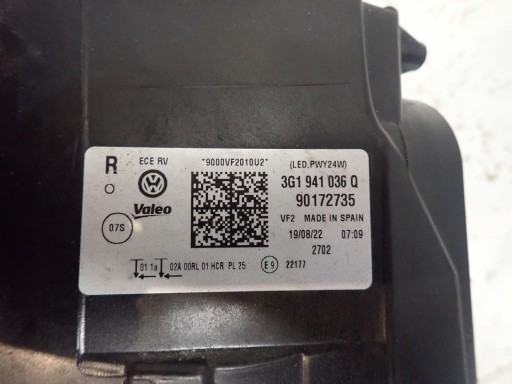 R ECE RV *9000VF2010U2* (LED,PWY24W)
3G1 941 036 Q
Valeo 90172735
07S VF2 MADE IN SPAIN
19/08/22 07:09
2702
01 1a 02A 00RL 01 HCR PL 25 E9 22177